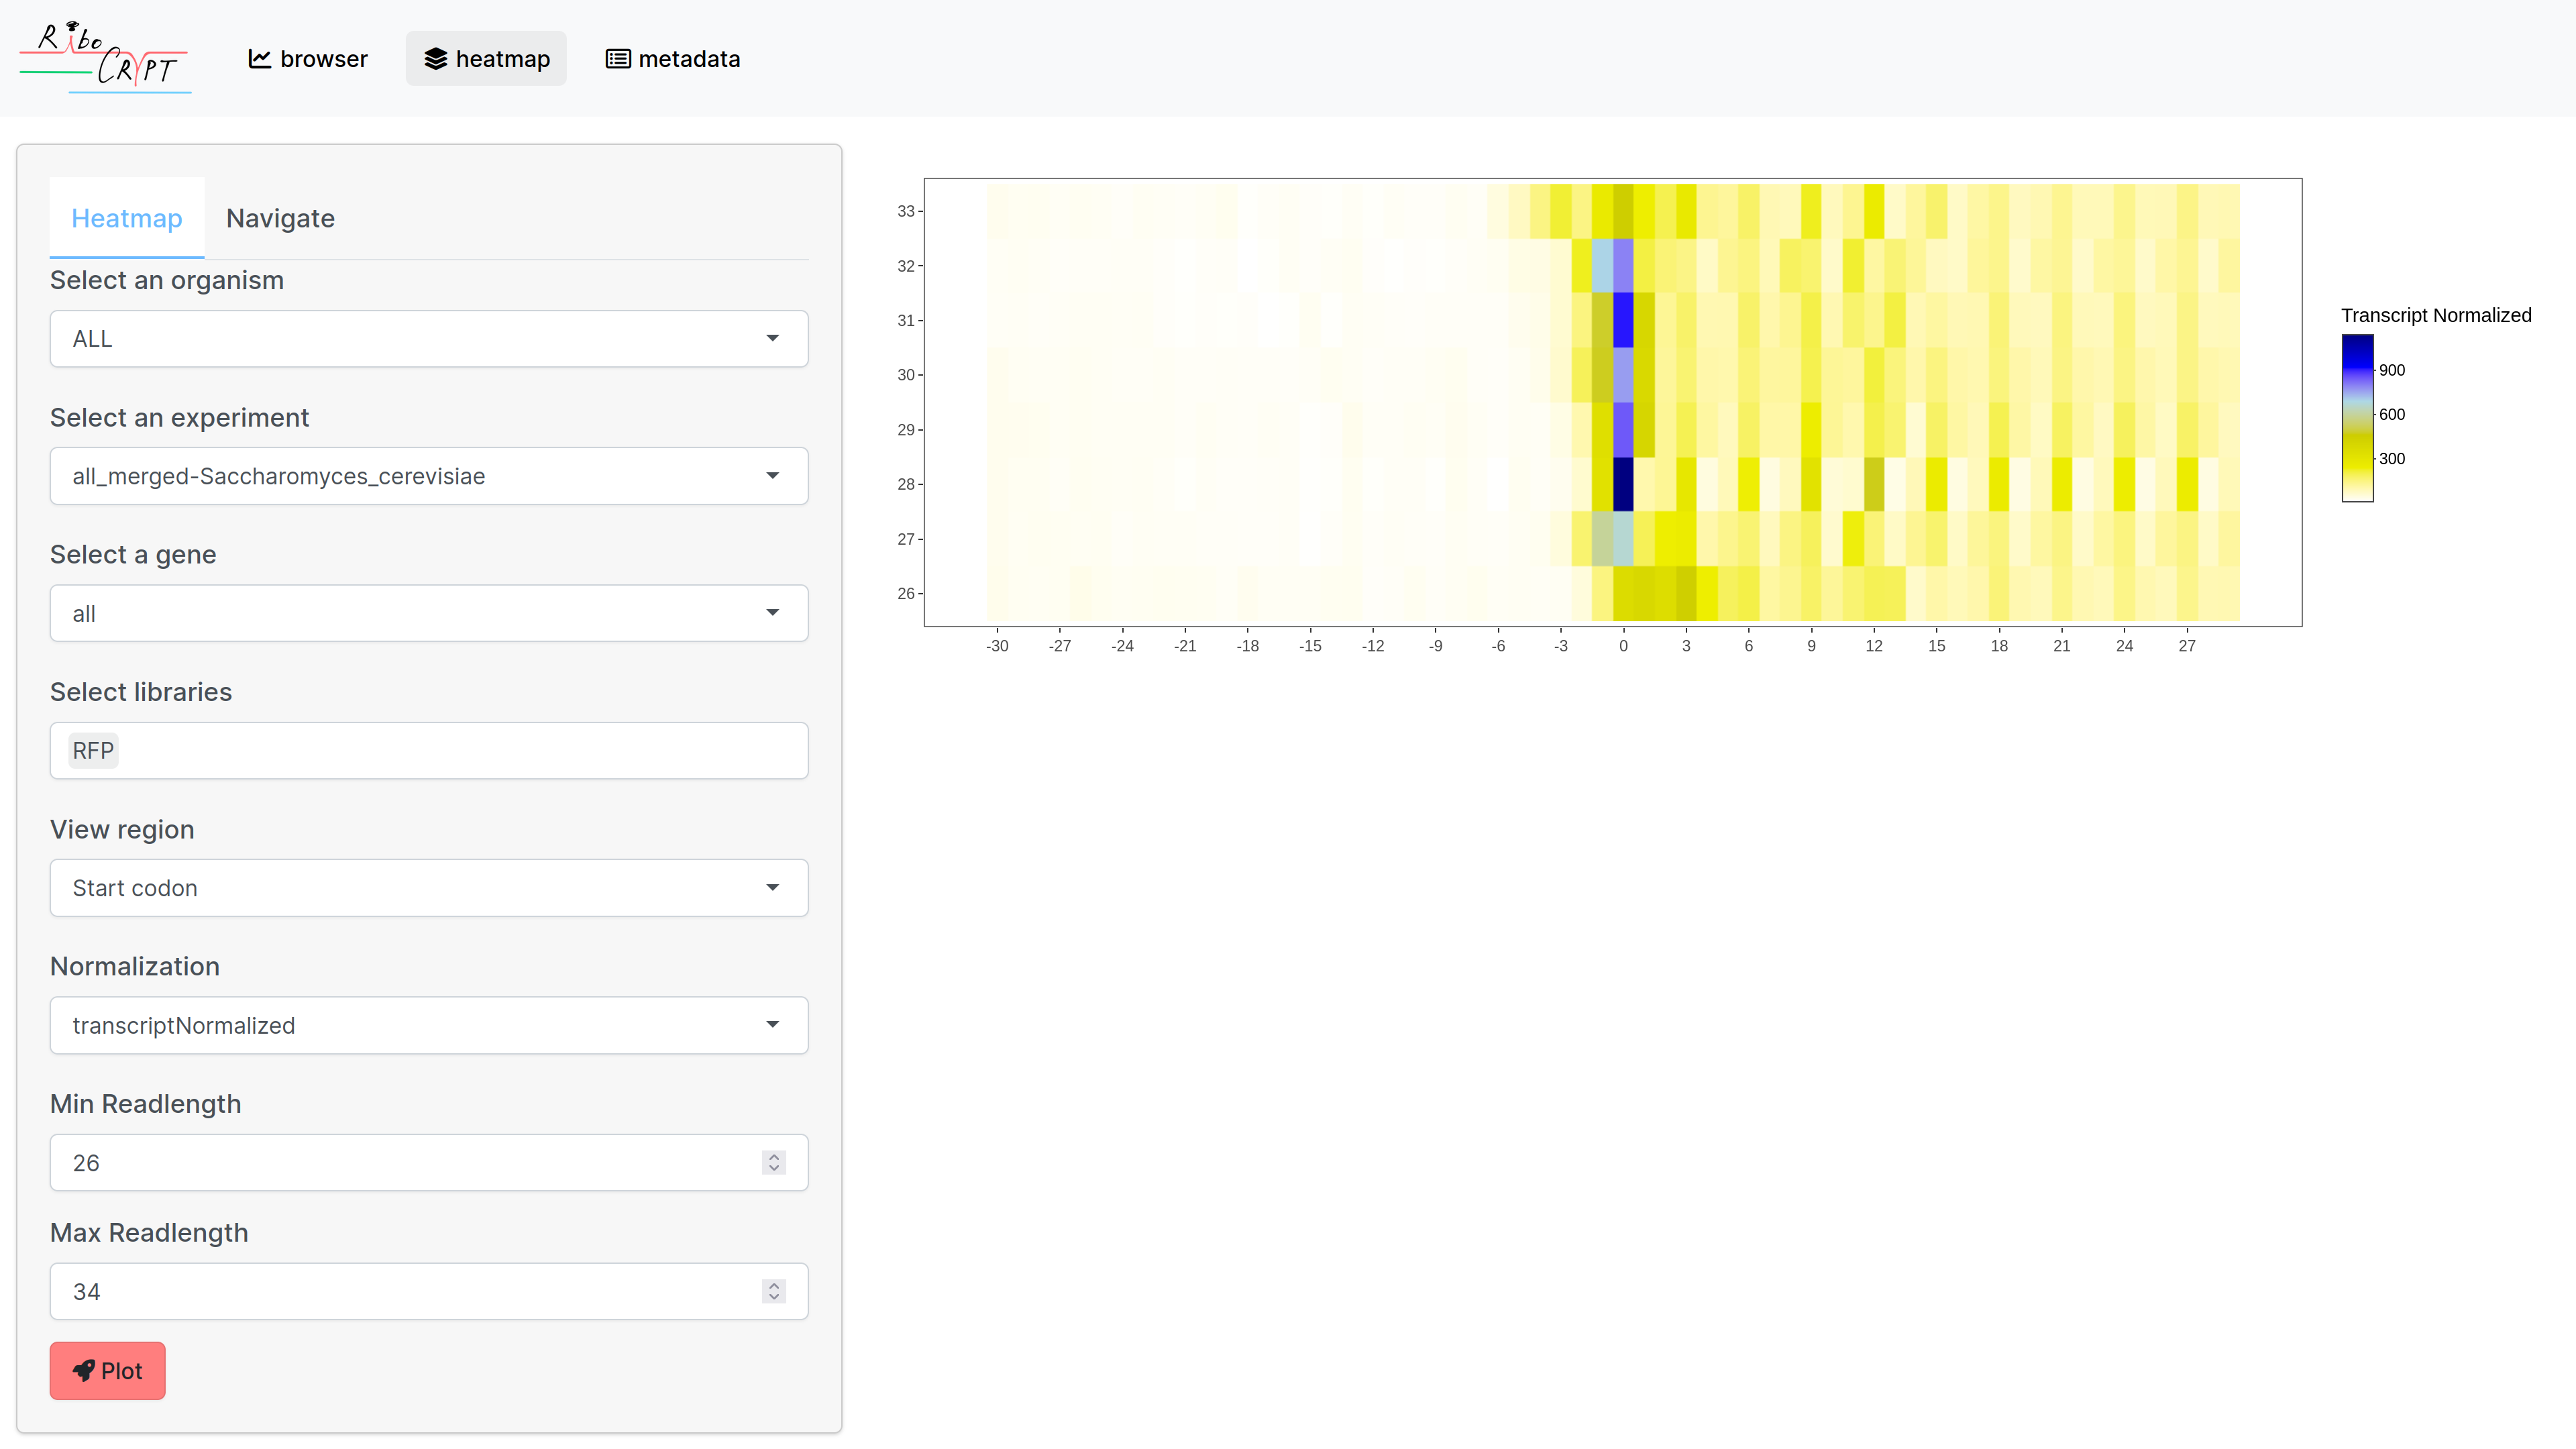 Ribo
CRYPT
browser
heatmap
metadata
Heatmap
Navigate
Select an organism
ALL
Select an experiment
all_merged-Saccharomyces_cerevisiae
Select a gene
all
Select libraries
RFP
View region
Start codon
Normalization
transcriptNormalized
Min Readlength
26
Max Readlength
34
Plot
33
32
31
30
29
28
27
26
-30 -27 -24 -21 -18 -15 -12 -9 -6 -3 0 3 6 9 12 15 18 21 24 27
Transcript Normalized
900
600
300